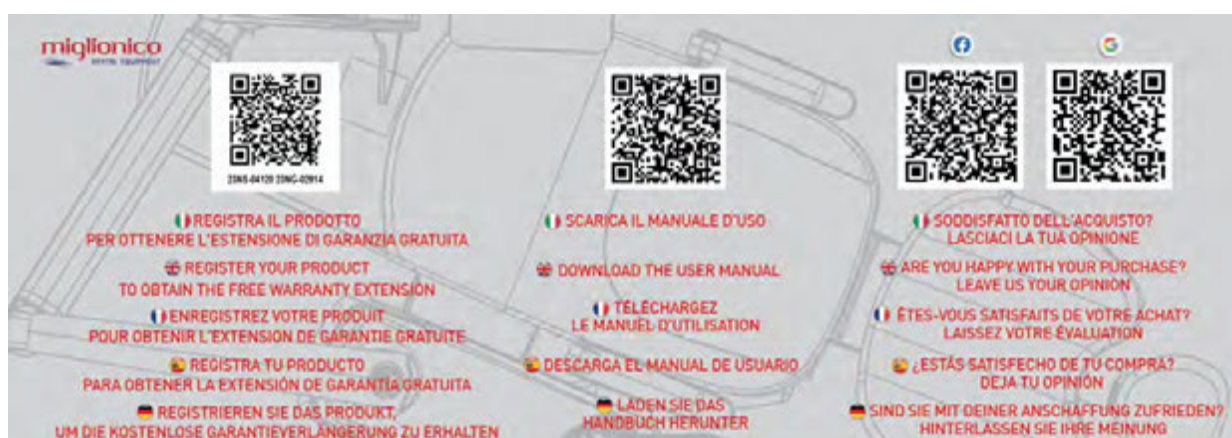 miglionico
DENTAL EQUIPMENT
23NS-04120 23NG-02914
REGISTRA IL PRODOTTO
PER OTTENERE L'ESTENSIONE DI GARANZIA GRATUITA
REGISTER YOUR PRODUCT
TO OBTAIN THE FREE WARRANTY EXTENSION
ENREGISTREZ VOTRE PRODUIT
POUR OBTENIR L'EXTENSION DE GARANTIE GRATUITE
REGISTRA TU PRODUCTO
PARA OBTENER LA EXTENSIÓN DE GARANTÍA GRATUITA
REGISTRIEREN SIE DAS PRODUKT,
UM DIE KOSTENLOSE GARANTIEVERLÄNGERUNG ZU ERHALTEN
SCARICA IL MANUALE D'USO
DOWNLOAD THE USER MANUAL
TÉLÉCHARGEZ
LE MANUEL D'UTILISATION
DESCARGA EL MANUAL DE USUARIO
LADEN SIE DAS
HANDBUCH HERUNTER
SODDISFATTO DELL'ACQUISTO?
LASCIACI LA TUA OPINIONE
ARE YOU HAPPY WITH YOUR PURCHASE?
LEAVE US YOUR OPINION
ÊTES-VOUS SATISFAITS DE VOTRE ACHAT?
LAISSEZ VOTRE ÉVALUATION
¿ESTÁS SATISFECHO DE TU COMPRA?
DEJA TU OPINIÓN
SIND SIE MIT DEINER ANSCHAFFUNG ZUFRIEDEN?
HINTERLASSEN SIE IHRE MEINUNG